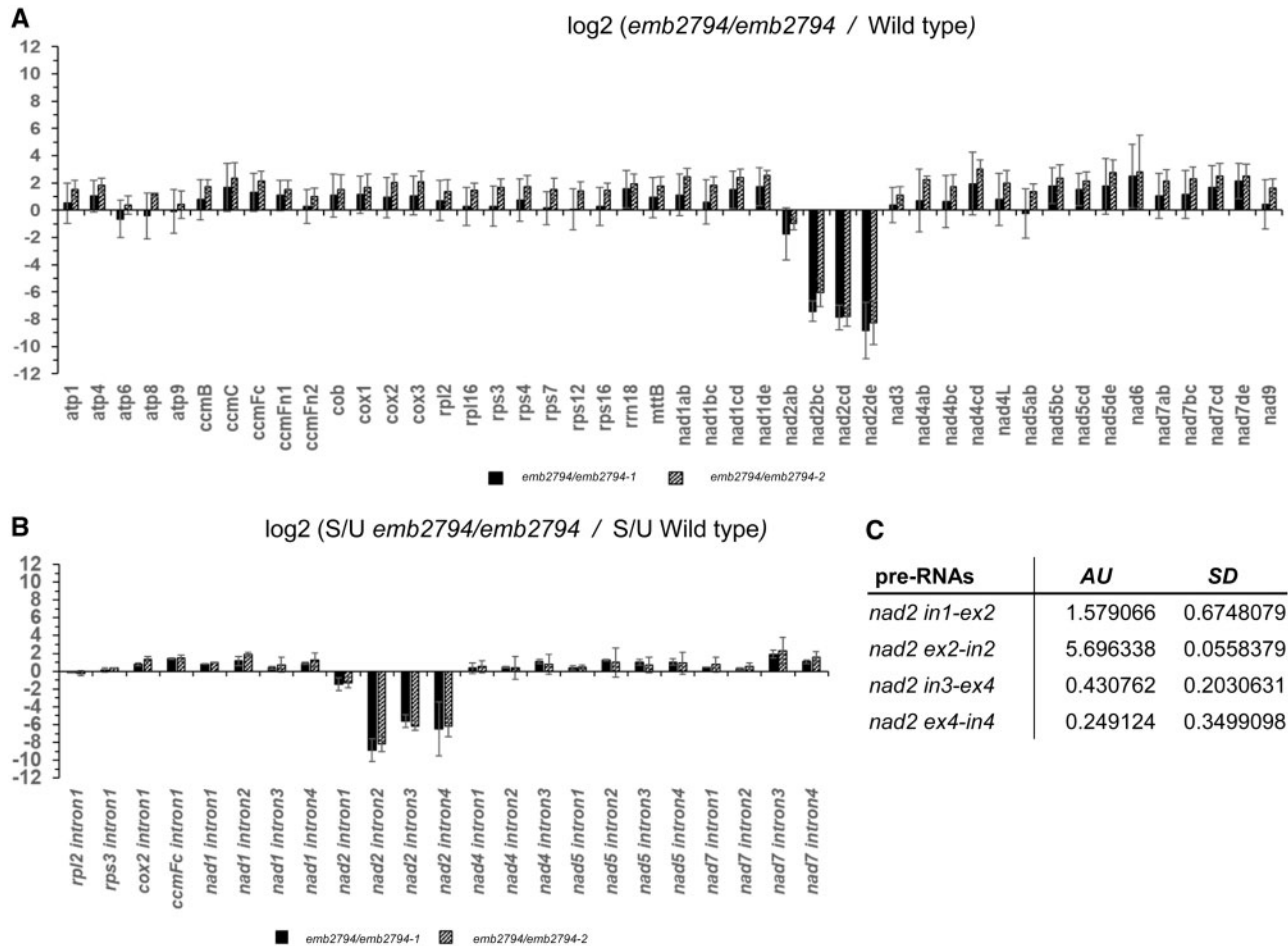 A
log2 (emb2794/emb2794 / Wild type)
12
10
8
6
4
2
0
-2
-4
-6
-8
-10
-12
atp1
atp4
atp6
atp8
atp9
ccmB
ccmC
ccmFc
ccmFn1
ccmFn2
cob
cox1
cox2
cox3
rpl2
rpl16
rps3
rps4
rps7
rps12
rps16
rrn18
mttB
nad1ab
nad1bc
nad1cd
nad1de
nad2ab
nad2bc
nad2cd
nad2de
nad3
nad4ab
nad4bc
nad4cd
nad4L
nad5ab
nad5bc
nad5cd
nad5de
nad6
nad7ab
nad7bc
nad7cd
nad7de
nad9
emb2794/emb2794-1 emb2794/emb2794-2
B
log2 (S/U emb2794/emb2794 / S/U Wild type)
12
10
8
6
4
2
0
-2
-4
-6
-8
-10
-12
rpl2 intron1
rps3 intron1
cox2 intron1
ccmFc intron1
nad1 intron1
nad1 intron2
nad1 intron3
nad1 intron4
nad2 intron1
nad2 intron2
nad2 intron3
nad2 intron4
nad4 intron1
nad4 intron2
nad4 intron3
nad5 intron1
nad5 intron2
nad5 intron3
nad5 intron4
nad7 intron1
nad7 intron2
nad7 intron3
nad7 intron4
emb2794/emb2794-1 emb2794/emb2794-2
C
pre-RNAs AU SD
nad2 in1-ex2 1.579066 0.6748079
nad2 ex2-in2 5.696338 0.0558379
nad2 in3-ex4 0.430762 0.2030631
nad2 ex4-in4 0.249124 0.3499098